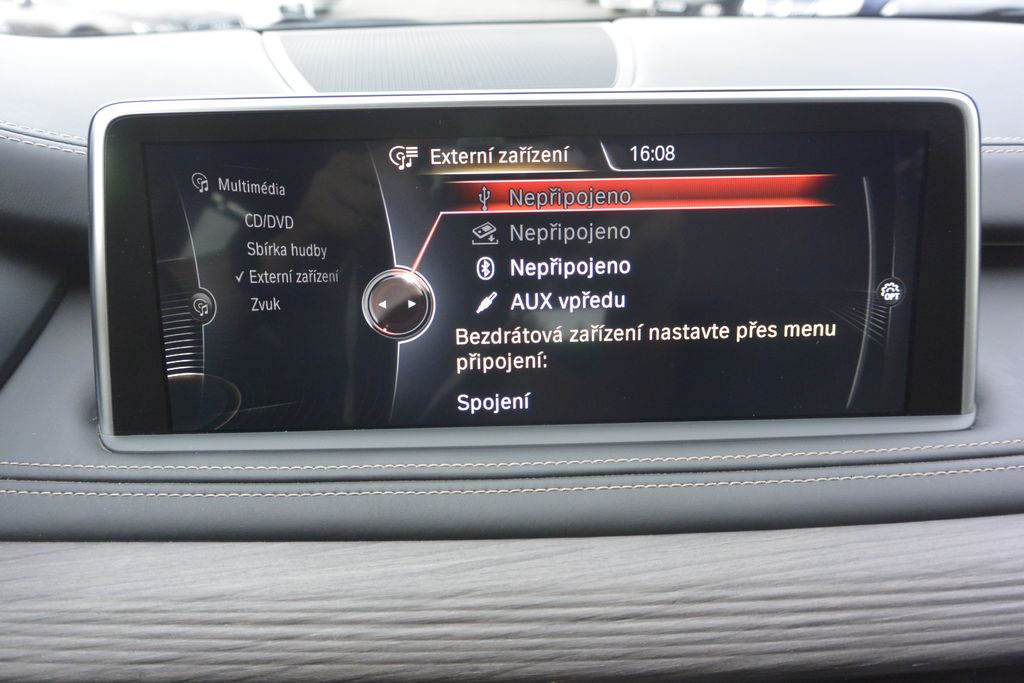 Externí zařízení
16:08
Multimédia
CD/DVD
Sbírka hudby
✓ Externí zařízení
Zvuk
Nepřipojeno
Nepřipojeno
Nepřipojeno
AUX vpředu
Bezdrátová zařízení nastavte přes menu
připojení:
Spojení
OPT